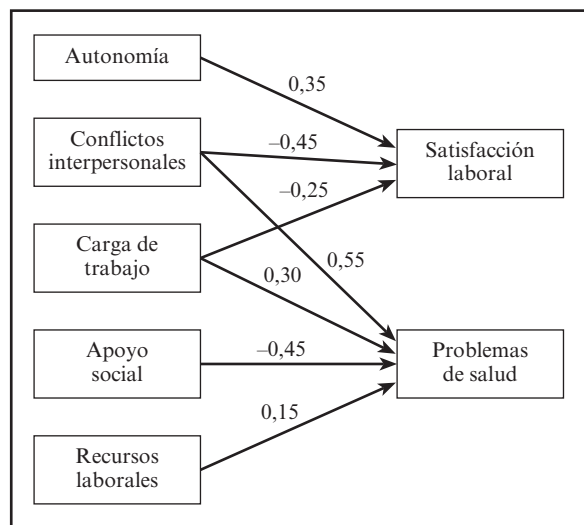 Autonomía
0,35
Conflictos
interpersonales
–0,45
Satisfacción
laboral
–0,25
Carga de
trabajo
0,55
0,30
Apoyo
social
–0,45
Problemas
de salud
0,15
Recursos
laborales